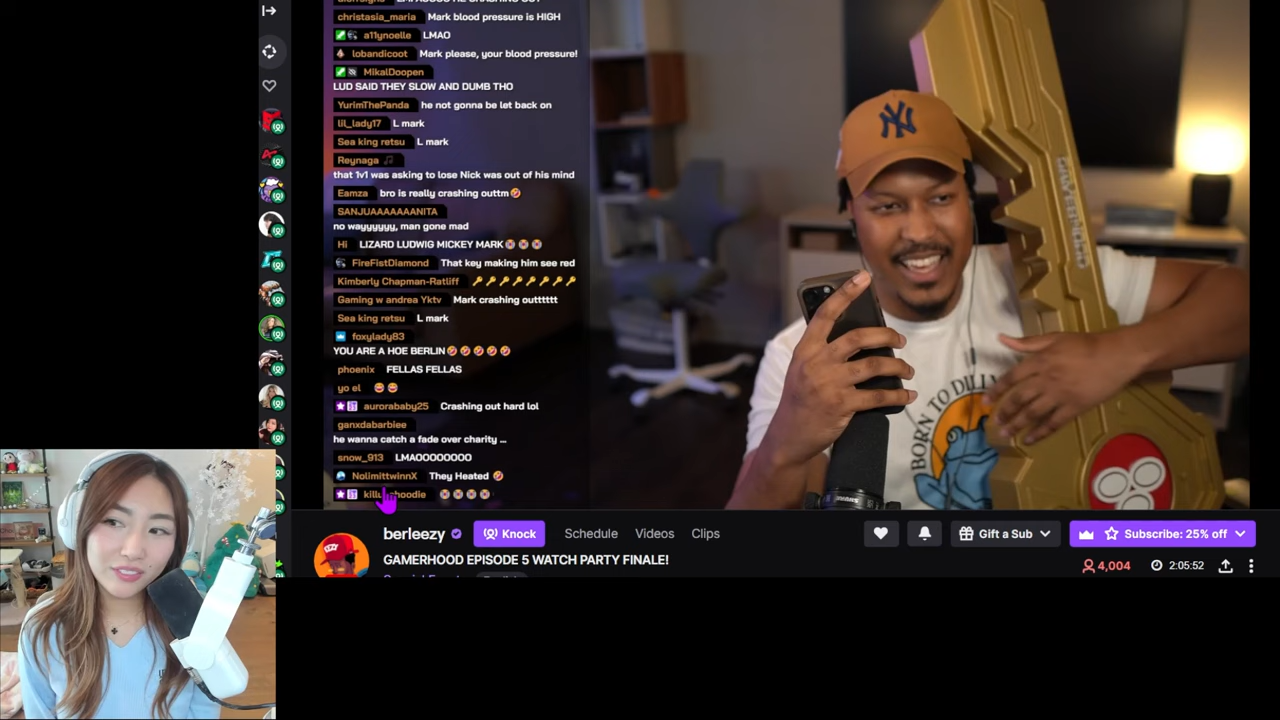 christasia_maria Mark blood pressure is HIGH
a11ynoelle LMAO
lobandicoot Mark please, your blood pressure!
MikalDoopen
LUD SAID THEY SLOW AND DUMB THO
YurimThePanda he not gonna be let back on
lil_lady17 L mark
Sea king retsu L mark
Reynaga
that 1v1 was asking to lose Nick was out of his mind
Eamza bro is really crashing outtm🤣
SANJUAAAAAAANITA
no wayyyyyy, man gone mad
Hi LIZARD LUDWIG MICKEY MARK
FireFistDiamond That key making him see red
Kimberly Chapman-Ratliff 🔑🔑🔑🔑🔑🔑🔑🔑
Gaming w andrea Yktv Mark crashing outttttt
Sea king retsu L mark
foxylady83
YOU ARE A HOE BERLIN🤣🤣🤣🤣🤣
phoenix FELLAS FELLAS
yo el 😂😂
aurorababy25 Crashing out hard lol
ganxdabarbiee
he wanna catch a fade over charity ...
snow_913 LMAOOOOOOO
NolimittwinnX They Heated 🤣
hoodie
NY
BORN TO DILLY
SHURE
berleezy
Knock
Schedule
Videos
Clips
Gift a Sub
Subscribe: 25% off
GAMERHOOD EPISODE 5 WATCH PARTY FINALE!
4,004
2:05:52